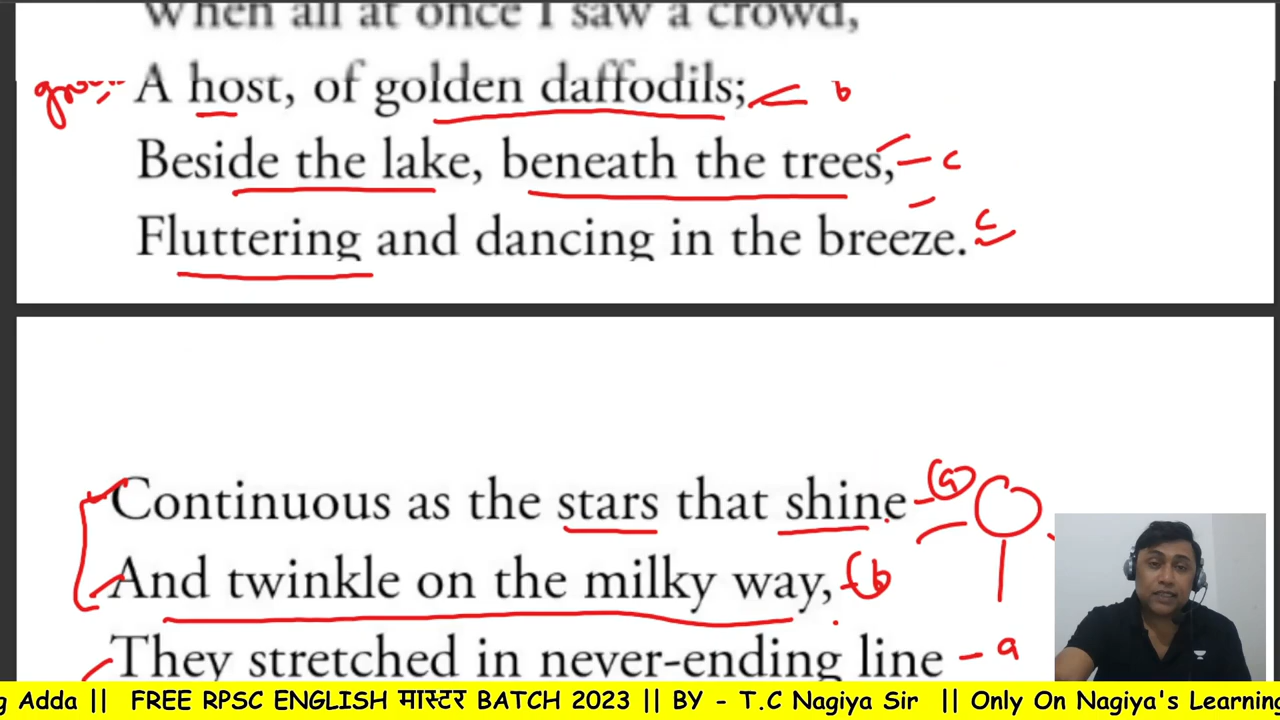 When all at once I saw a crowd,
A host, of golden daffodils; b
Beside the lake, beneath the trees, c
Fluttering and dancing in the breeze. c
Continuous as the stars that shine a
And twinkle on the milky way, b
They stretched in never-ending line a
g Adda || FREE RPSC ENGLISH मास्टर BATCH 2023 || BY - T.C Nagiya Sir || Only On Nagiya's Learning